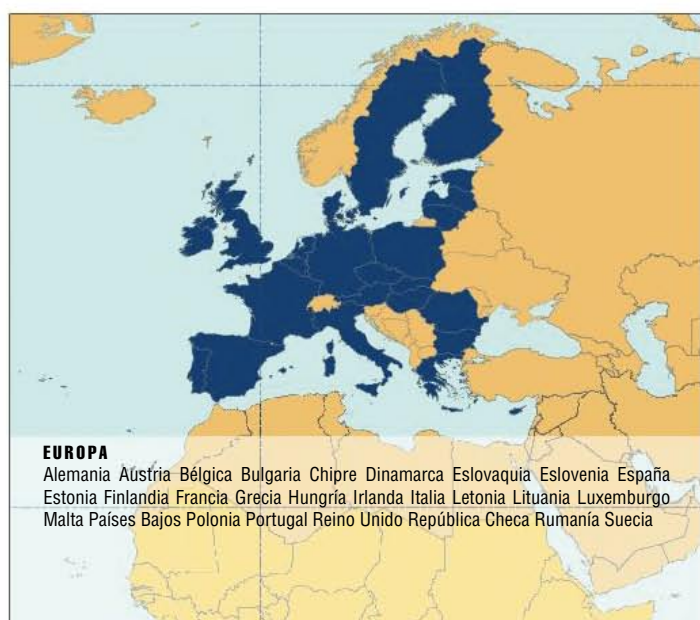 EUROPA
Alemania Austria Bélgica Bulgaria Chipre Dinamarca Eslovaquia Eslovenia España
Estonia Finlandia Francia Grecia Hungría Irlanda Italia Letonia Lituania Luxemburgo
Malta Países Bajos Polonia Portugal Reino Unido República Checa Rumanía Suecia